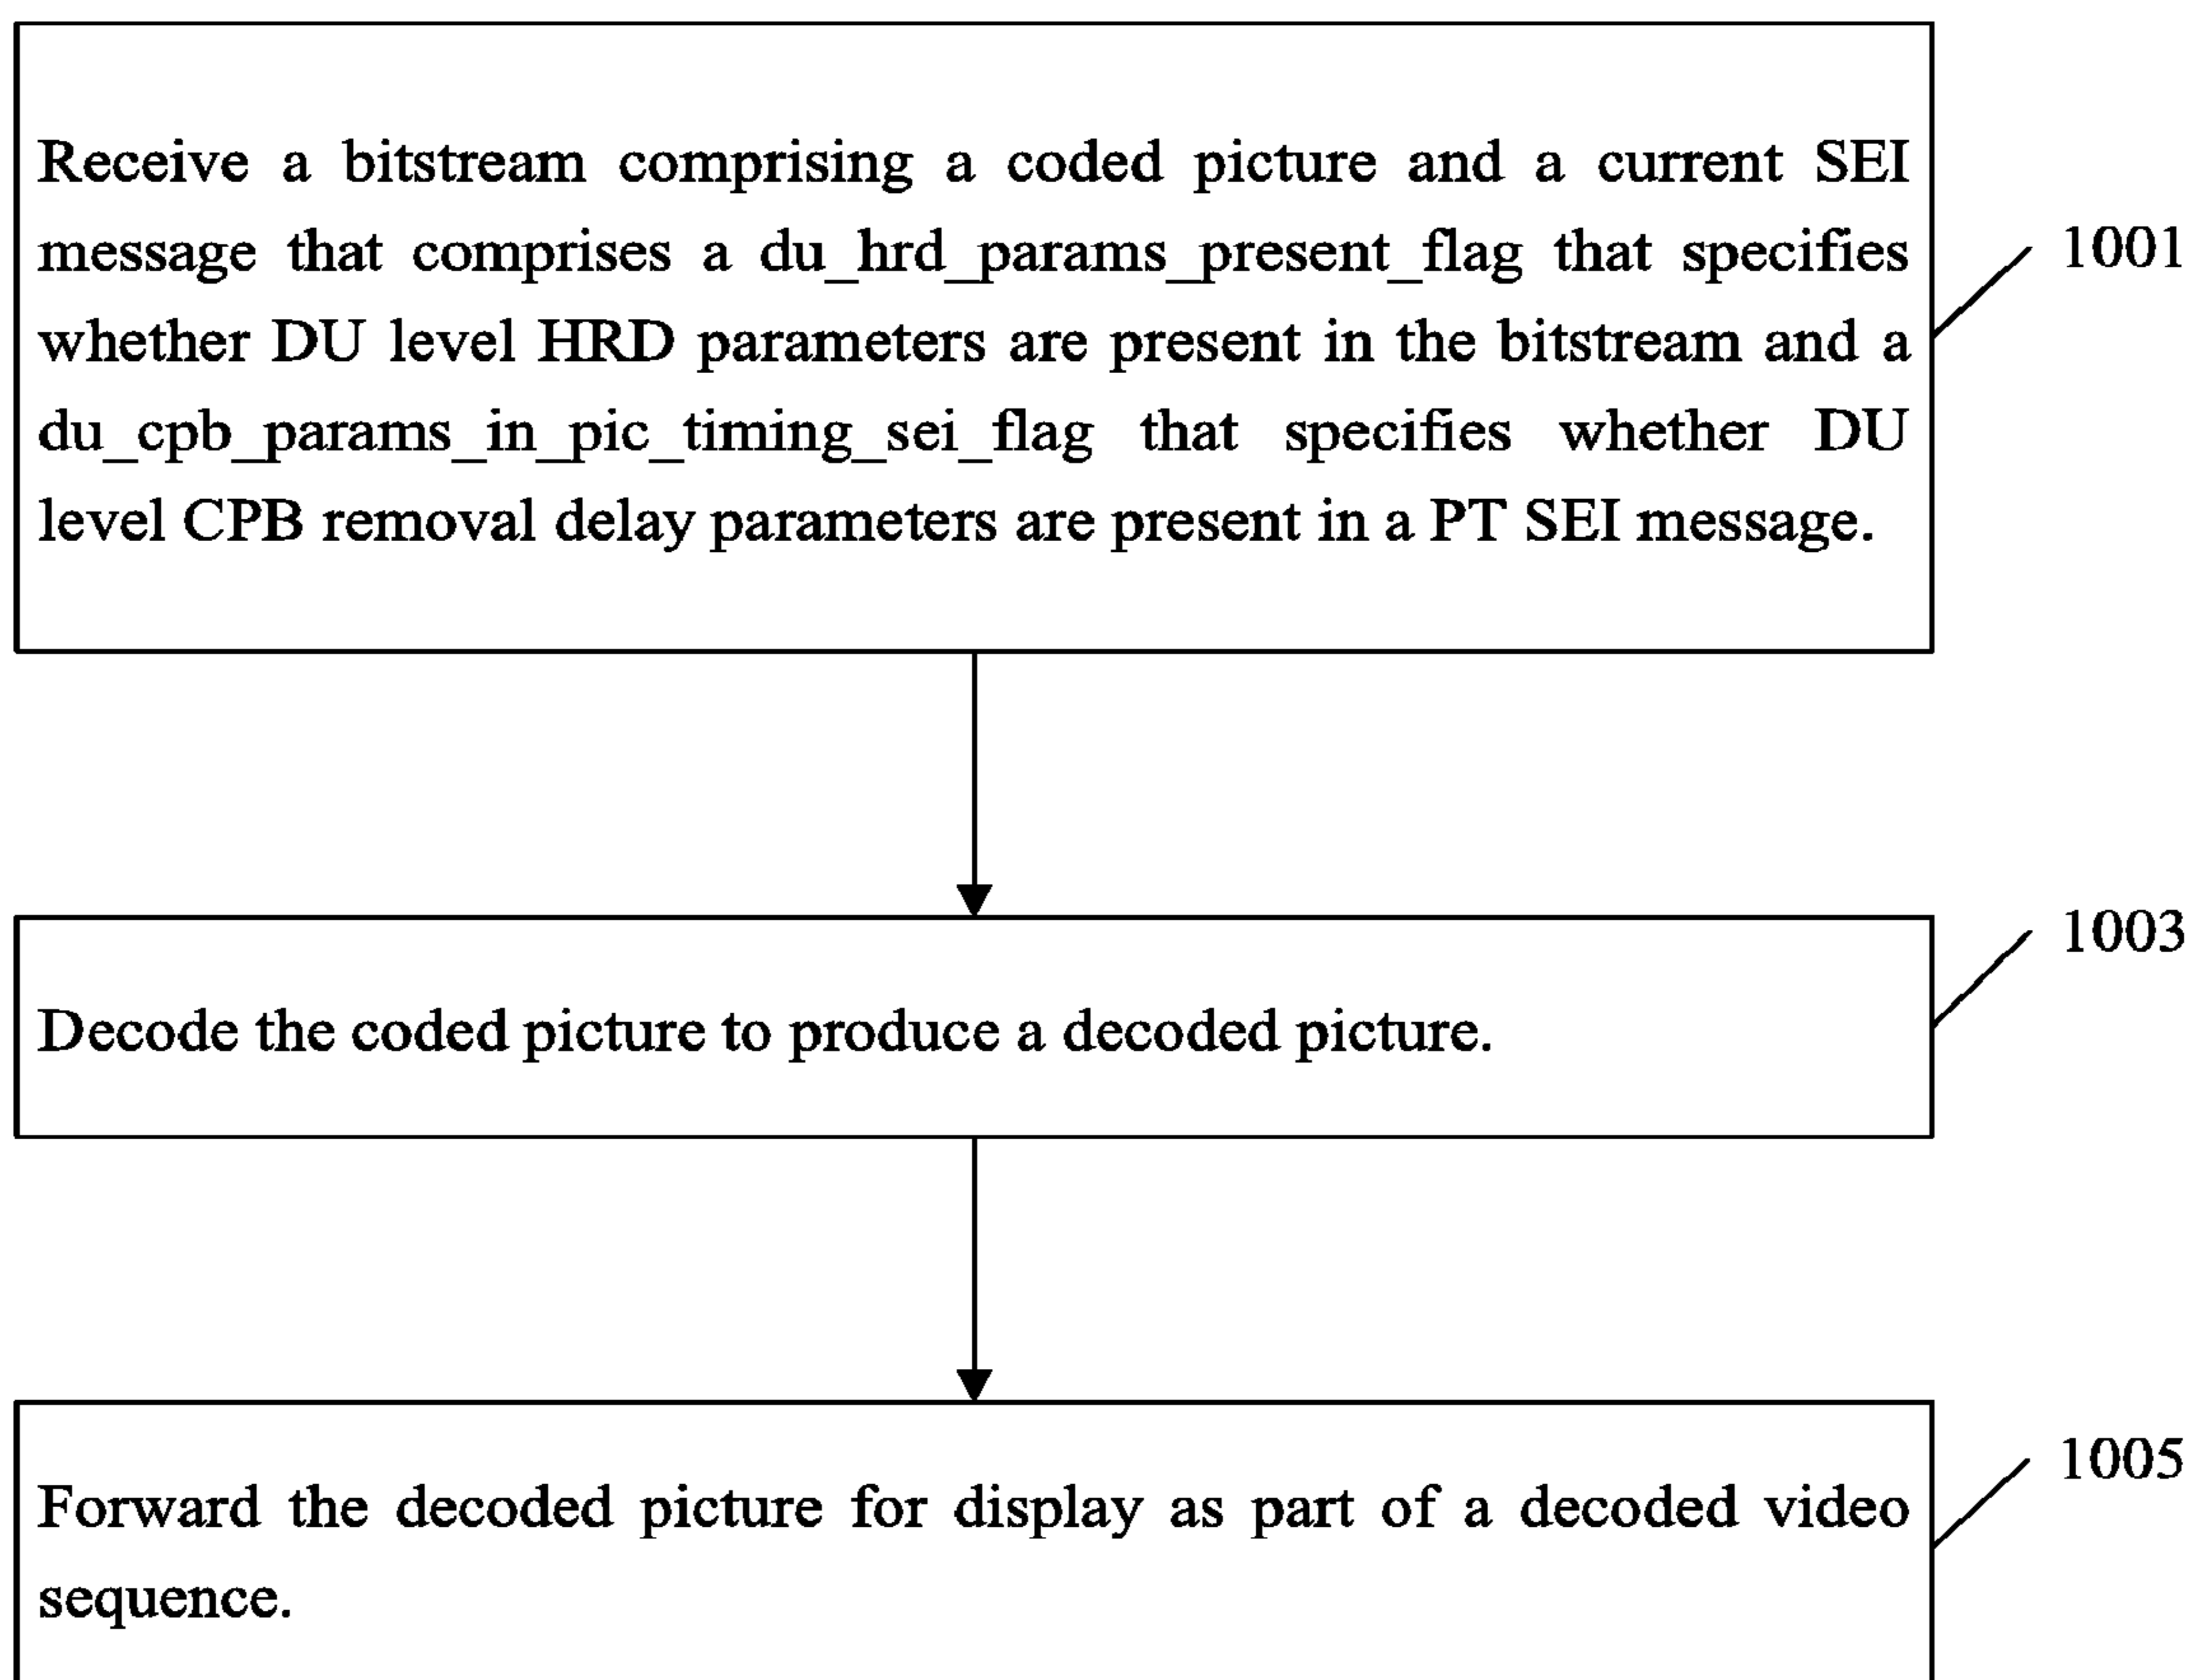 Receive a bitstream comprising a coded picture and a current SEI
message that comprises a du_hrd_params_present_flag that specifies
whether DU level HRD parameters are present in the bitstream and a
du_cpb_params_in_pic_timing_sei_flag that specifies whether DU
level CPB removal delay parameters are present in a PT SEI message.
1001
Decode the coded picture to produce a decoded picture.
1003
Forward the decoded picture for display as part of a decoded video
sequence.
1005